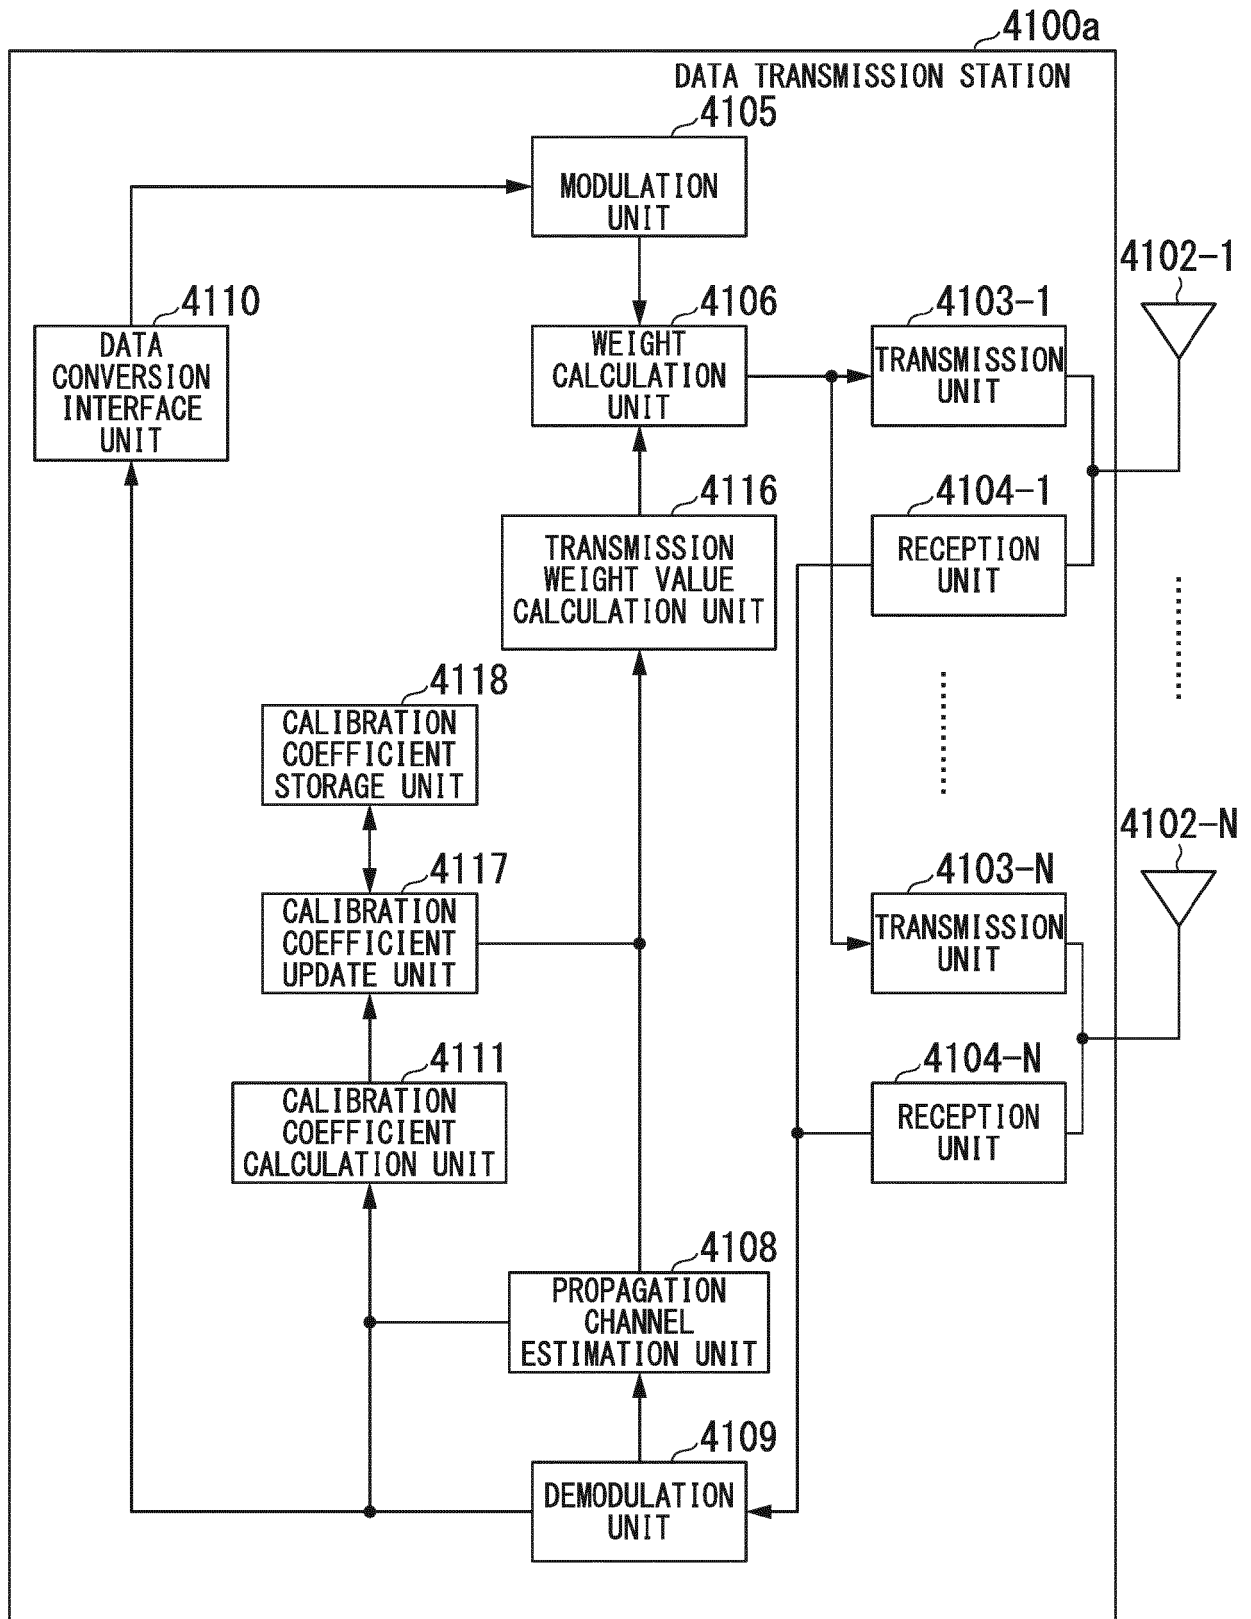 4100a
DATA TRANSMISSION STATION
4105
MODULATION
UNIT
4102-1
4110
DATA
CONVERSION
INTERFACE
UNIT
4106
WEIGHT
CALCULATION
UNIT
4103-1
TRANSMISSION
UNIT
4116
TRANSMISSION
WEIGHT VALUE
CALCULATION UNIT
4104-1
RECEPTION
UNIT
4118
CALIBRATION
COEFFICIENT
STORAGE UNIT
4102-N
4117
CALIBRATION
COEFFICIENT
UPDATE UNIT
4103-N
TRANSMISSION
UNIT
4111
CALIBRATION
COEFFICIENT
CALCULATION UNIT
4104-N
RECEPTION
UNIT
4108
PROPAGATION
CHANNEL
ESTIMATION UNIT
4109
DEMODULATION
UNIT